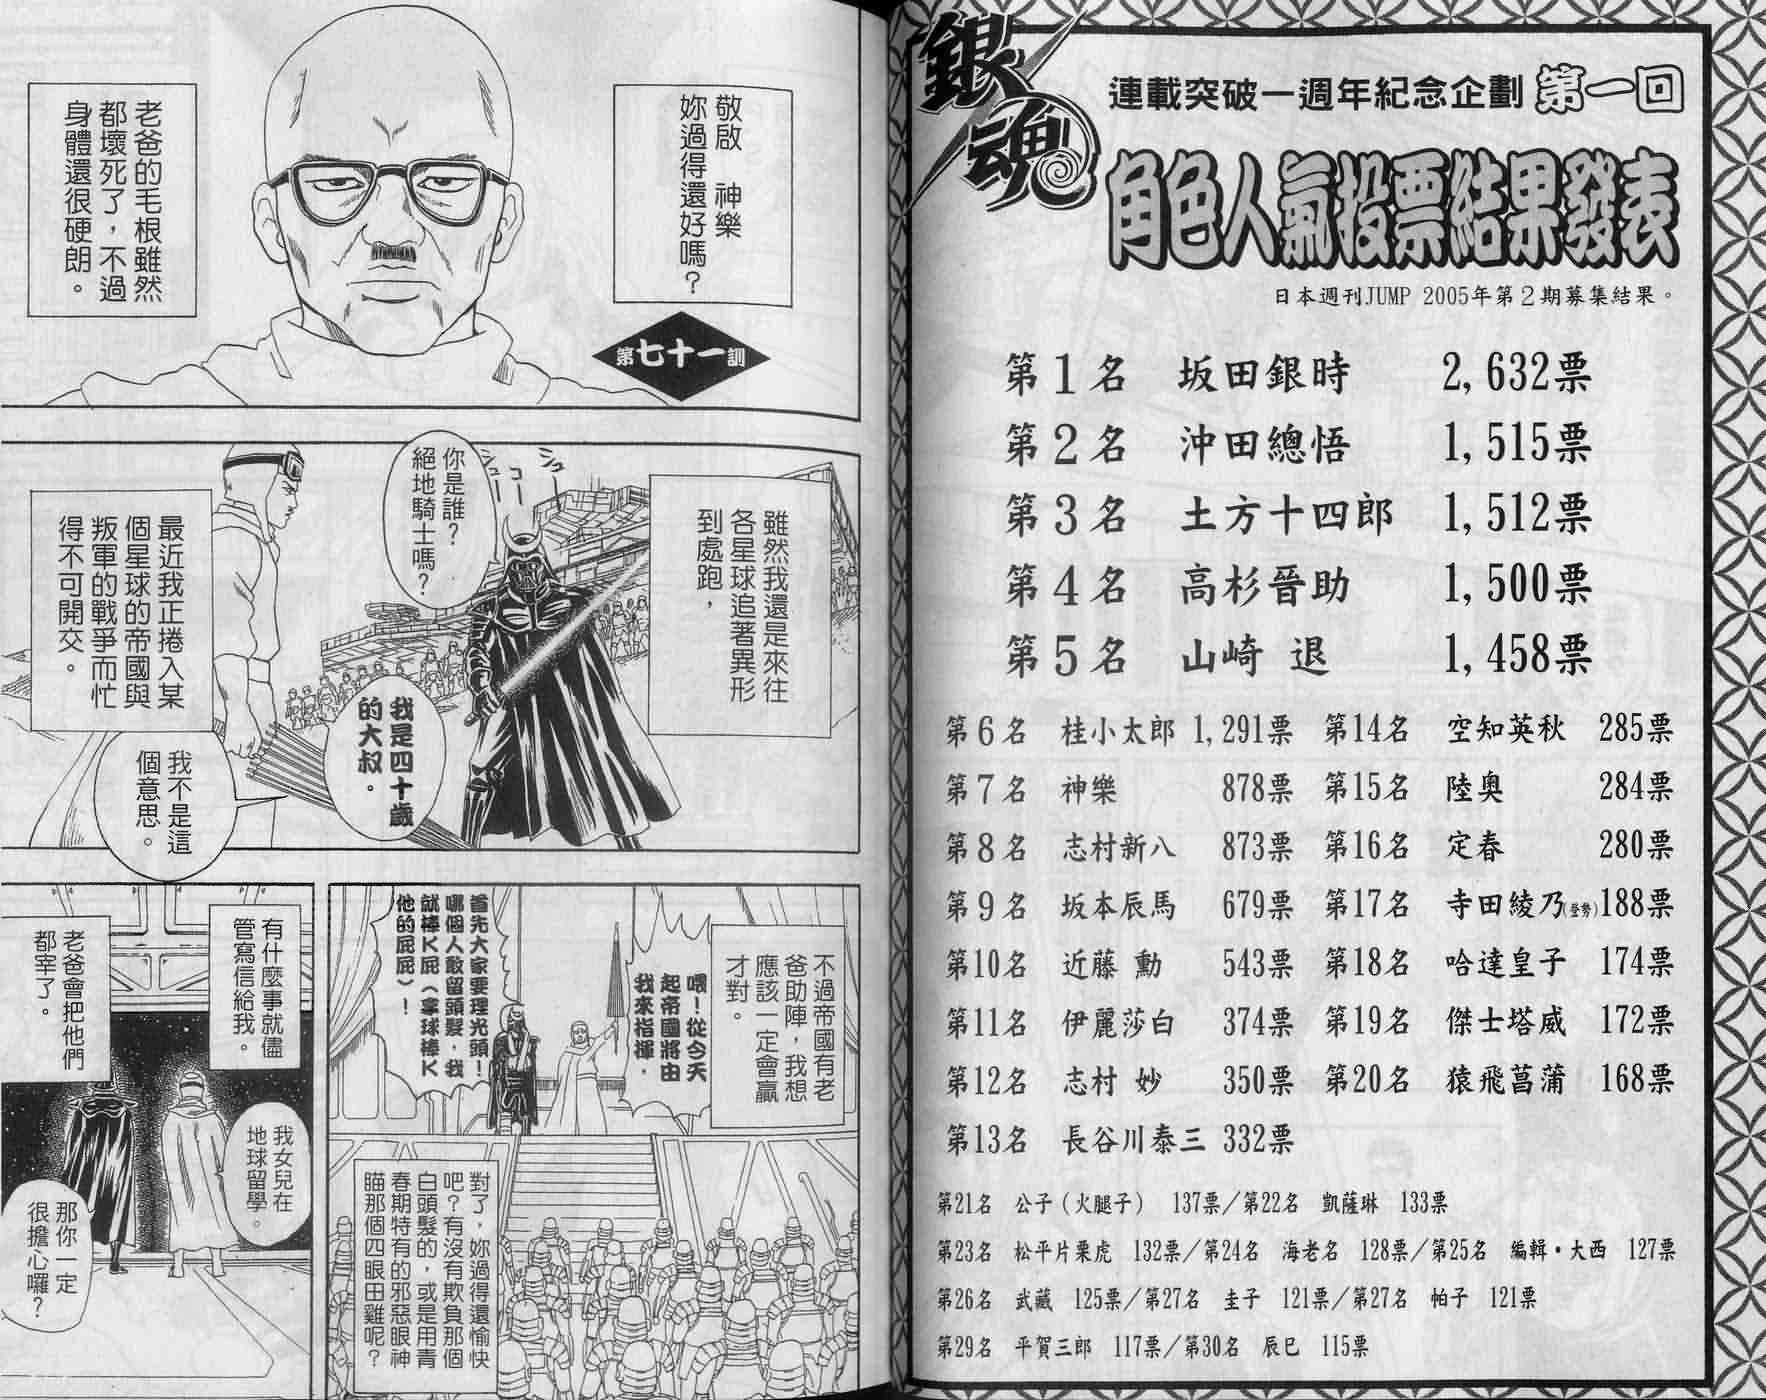 銀魂
連載突破一週年紀念企劃 第一回
角色人氣投票結果發表
日本週刊JUMP 2005年第2期募集結果。
第1名 坂田銀時 2,632票
第2名 沖田總悟 1,515票
第3名 土方十四郎 1,512票
第4名 高杉晉助 1,500票
第5名 山崎 退 1,458票
第6名 桂小太郎 1,291票
第7名 神樂 878票
第8名 志村新八 873票
第9名 坂本辰馬 679票
第10名 近藤 勳 543票
第11名 伊麗莎白 374票
第12名 志村 妙 350票
第13名 長谷川泰三 332票
第14名 空知英秋 285票
第15名 陸奧 284票
第16名 定春 280票
第17名 寺田綾乃(登勢) 188票
第18名 哈達皇子 174票
第19名 傑士塔威 172票
第20名 猿飛菖蒲 168票
第21名 公子（火腿子） 137票／第22名 凱薩琳 133票
第23名 松平片栗虎 132票／第24名 海老名 128票／第25名 編輯・大西 127票
第26名 武藏 125票／第27名 圭子 121票／第27名 帕子 121票
第29名 平賀三郎 117票／第30名 辰巳 115票
敬啟 神樂
妳過得還好嗎？
第七十一訓
老爸的毛根雖然
都壞死了，不過
身體還很硬朗。
雖然我還是來往
各星球追著異形
到處跑，
シュー
コー
シュー
你是誰？
絕地騎士嗎？
我是四十歲
的大叔。
最近我正捲入某
個星球的帝國與
叛軍的戰爭而忙
得不可開交。
我不是這
個意思。
不過帝國有老
爸助陣，我想
應該一定會贏
才對。
喂！從今天
起帝國將由
我來指揮，
首先大家要理光頭！
哪個人敢留頭髮，我
就棒K屁（拿球棒K
他的屁屁）！
對了，妳過得還愉快
吧？有沒有欺負那個
白頭髮的，或是用青
春期特有的邪惡眼神
瞄那個四眼田雞呢？
有什麼事就儘
管寫信給我。
老爸會把他們
都宰了。
我女兒在
地球留學。
那你一定
很擔心囉？